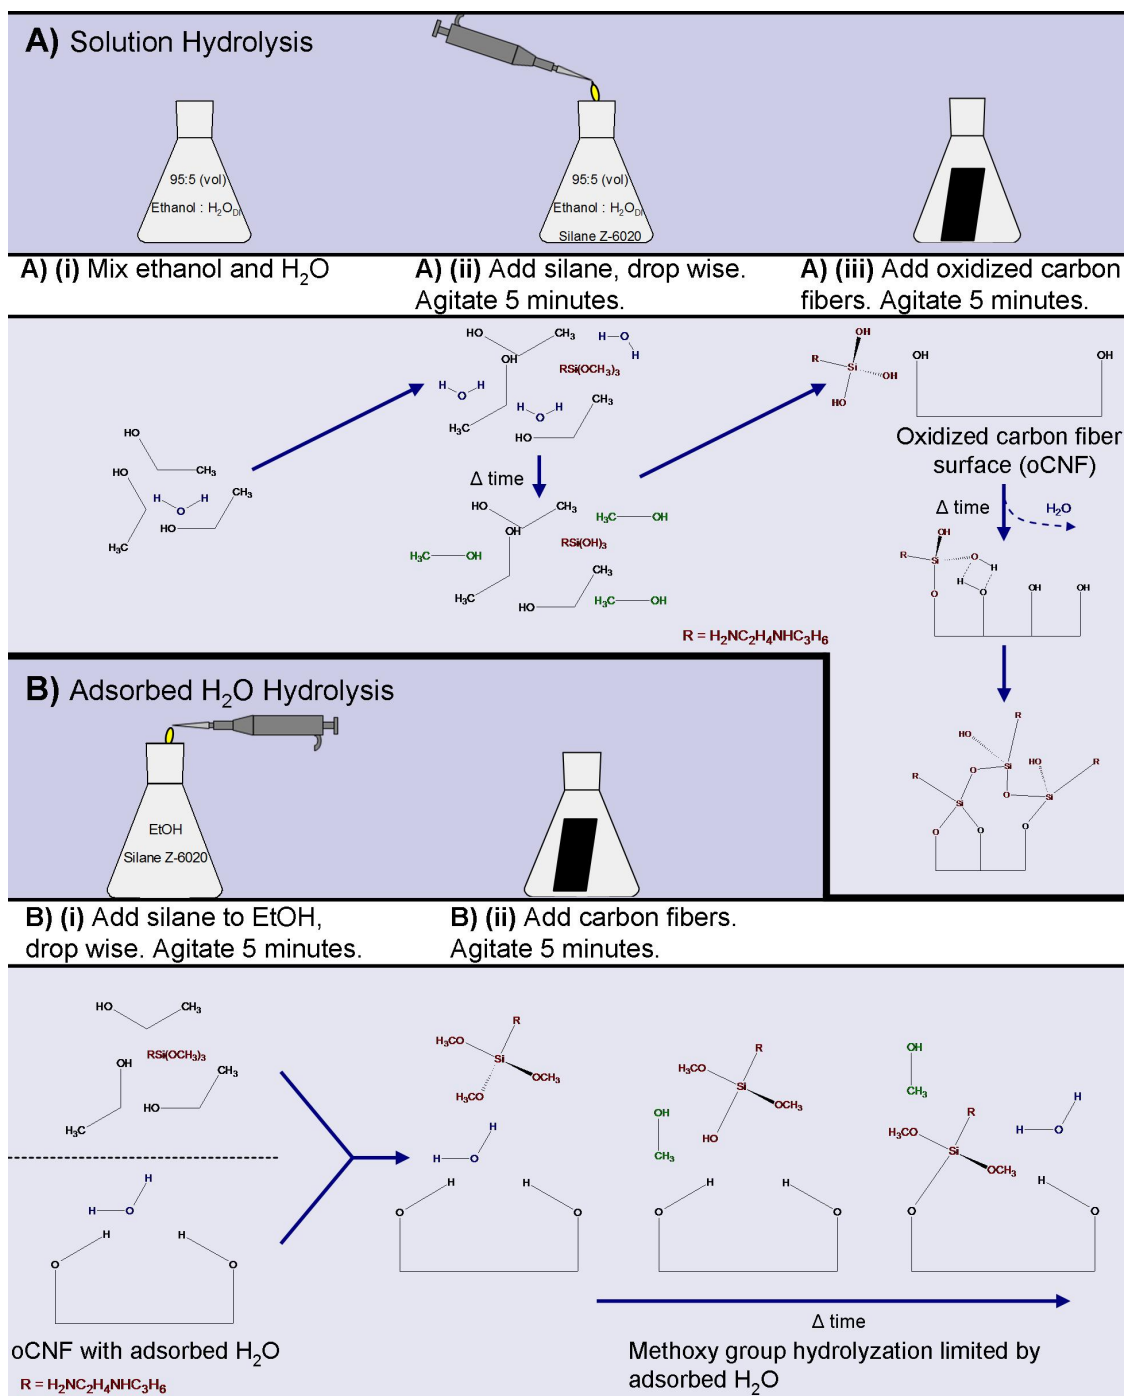 A) Solution Hydrolysis
95:5 (vol)
Ethanol : H₂O_DI
95:5 (vol)
Ethanol : H₂O_DI
Silane Z-6020
A) (i) Mix ethanol and H₂O
A) (ii) Add silane, drop wise.
Agitate 5 minutes.
A) (iii) Add oxidized carbon
fibers. Agitate 5 minutes.
HO
CH₃
HO
H₃C
H O H
HO
CH₃
HO
CH₃
OH
H₃C
H O H
H O H
RSi(OCH₃)₃
H O H
HO
CH₃
Δ time
HO
CH₃
OH
H₃C
H₃C OH
RSi(OH)₃
H₃C OH
HO
CH₃
H₃C OH
R = H₂NC₂H₄NHC₃H₆
OH
R
Si
OH
HO
OH
OH
Oxidized carbon fiber
surface (oCNF)
Δ time
H₂O
OH
R
Si
O
H
H
O
O
OH
OH
R
HO
Si
HO
R
O
R
Si
O
Si
O
O
O
B) Adsorbed H₂O Hydrolysis
EtOH
Silane Z-6020
B) (i) Add silane to EtOH,
drop wise. Agitate 5 minutes.
B) (ii) Add carbon fibers.
Agitate 5 minutes.
HO
CH₃
RSi(OCH₃)₃
OH
H₃C
CH₃
HO
H
H O
H
H
O
O
oCNF with adsorbed H₂O
R = H₂NC₂H₄NHC₃H₆
R
H₃CO
Si
OCH₃
H₃CO
H
H O
H
H
O
O
R
H₃CO
Si
OCH₃
HO
OH
CH₃
H
H
O
O
OH
CH₃
R
H₃CO
Si
OCH₃
H
H O
H
O
O
Δ time
Methoxy group hydrolyzation limited by
adsorbed H₂O